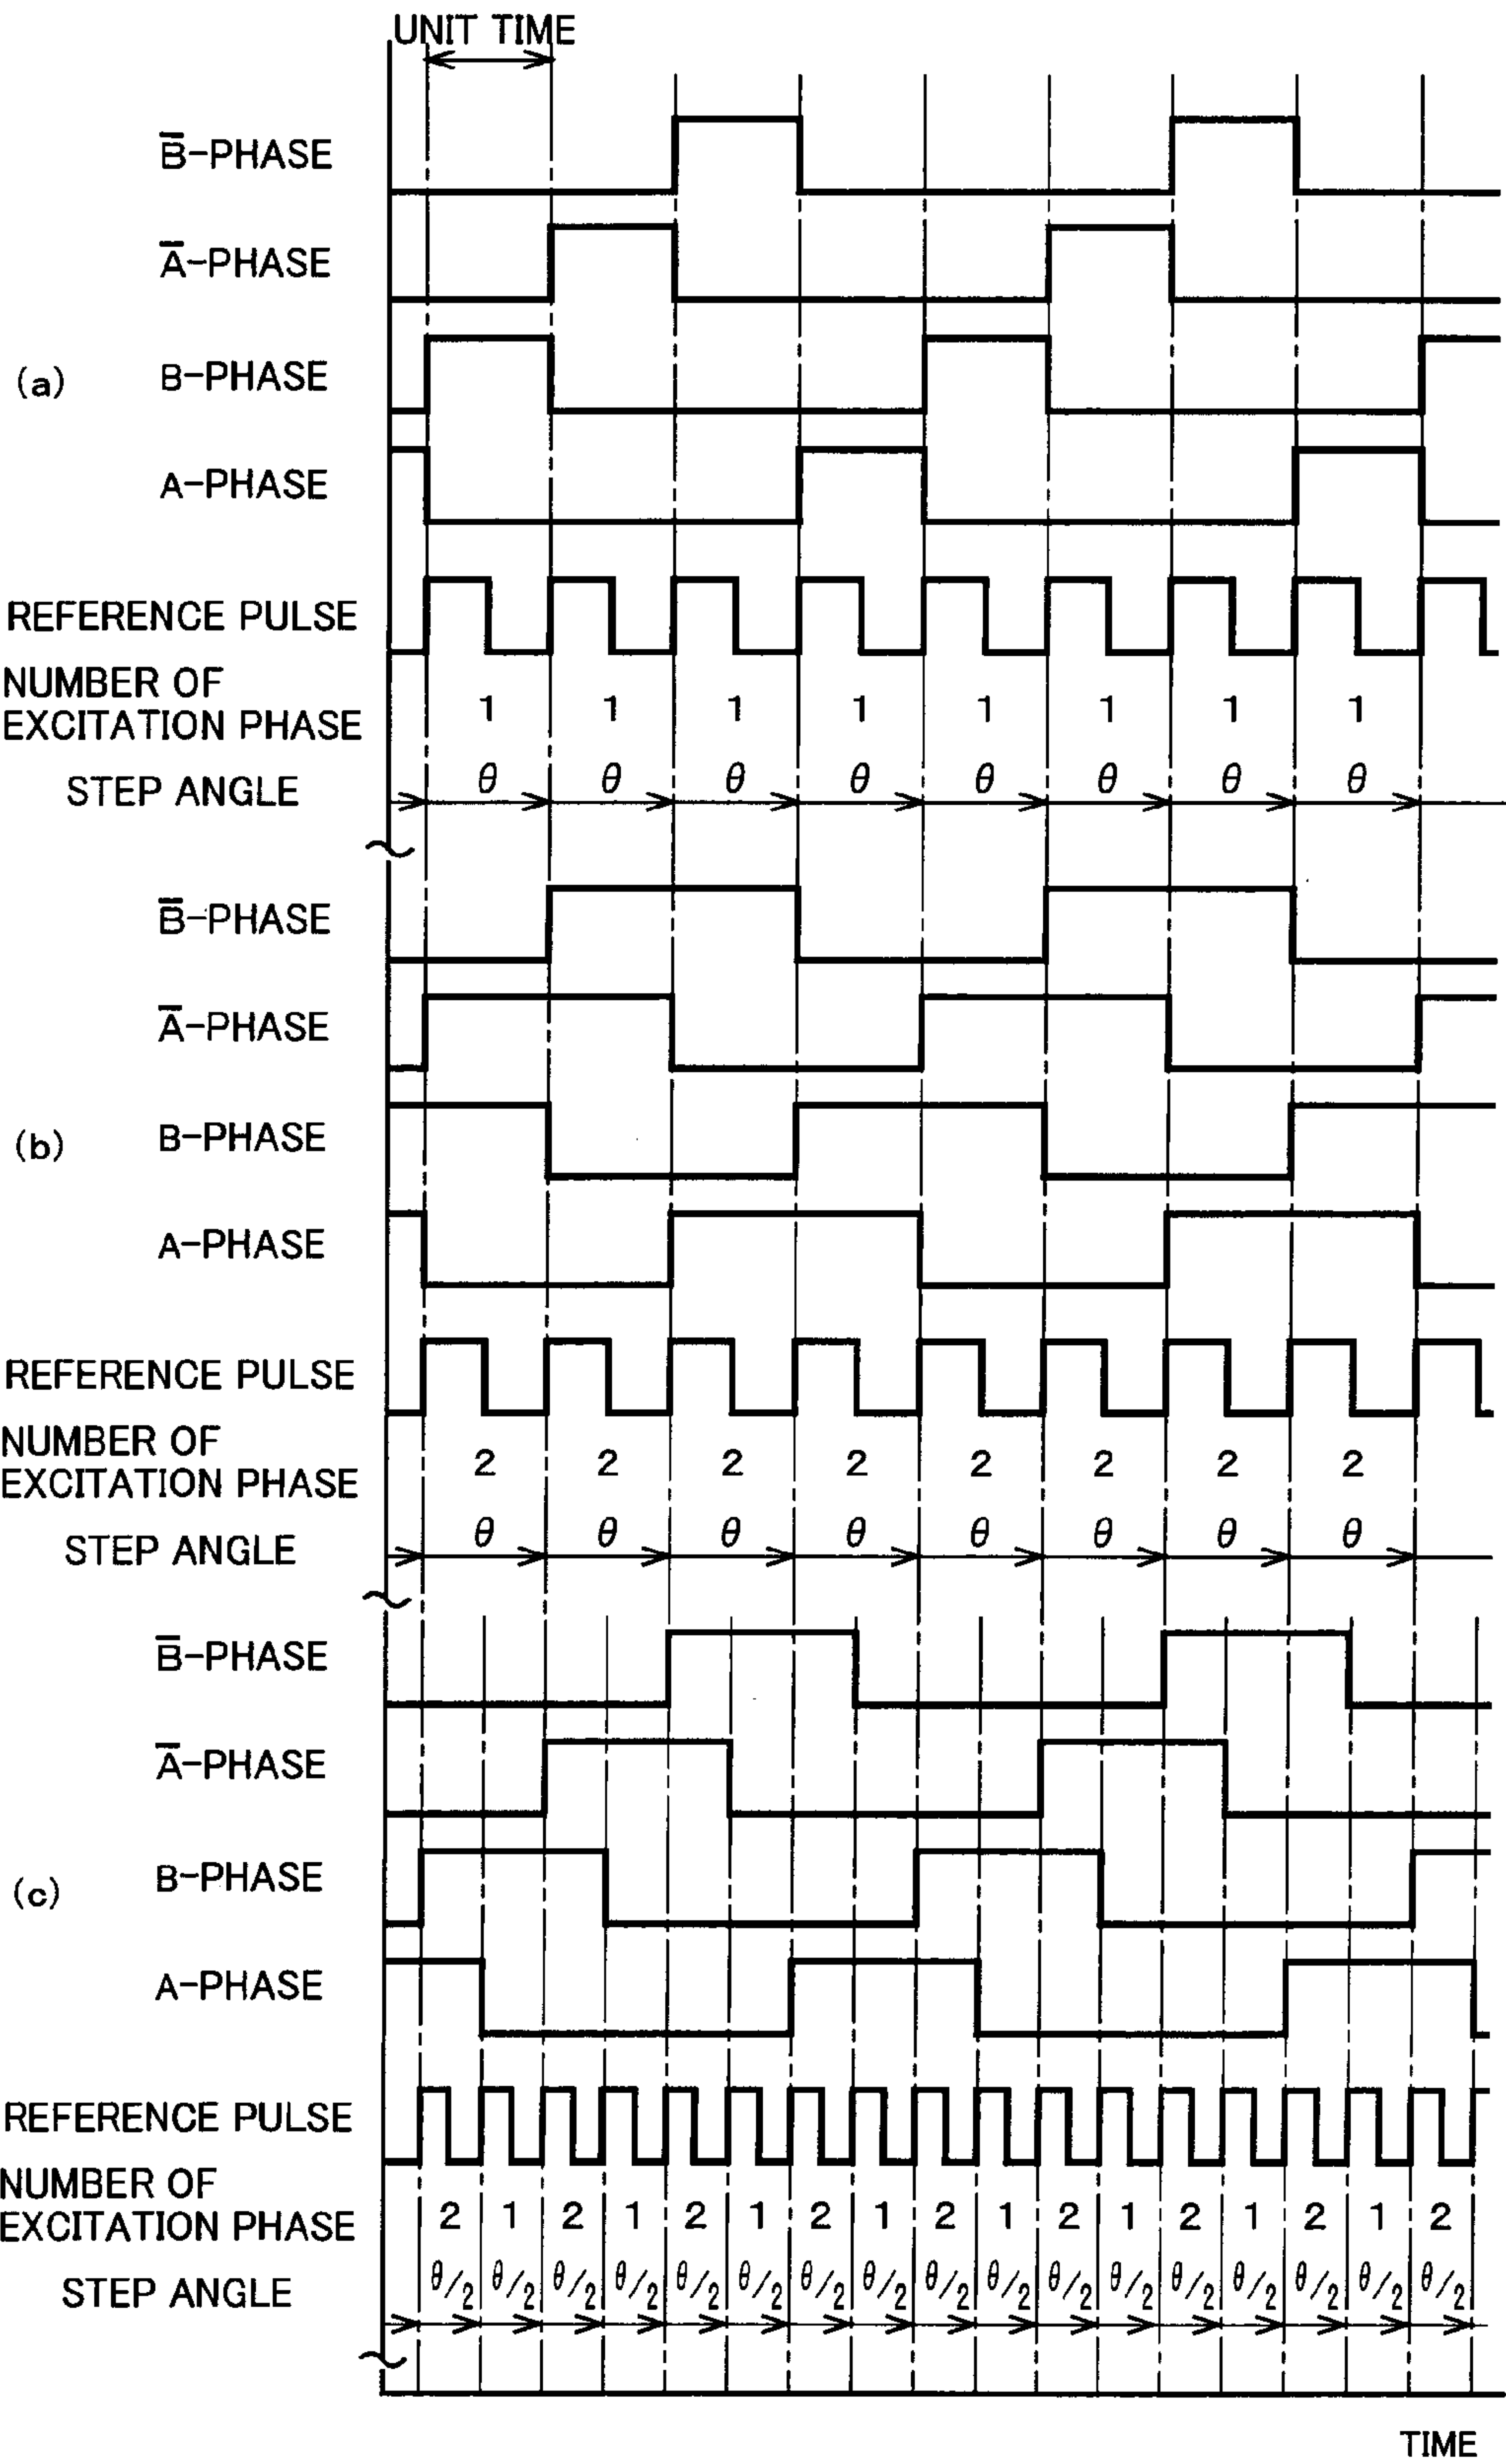 UNIT TIME
B̅-PHASE
A̅-PHASE
(a) B-PHASE
A-PHASE
REFERENCE PULSE
NUMBER OF
EXCITATION PHASE 1 1 1 1 1 1 1 1
STEP ANGLE θ θ θ θ θ θ θ θ
B̅-PHASE
A̅-PHASE
(b) B-PHASE
A-PHASE
REFERENCE PULSE
NUMBER OF
EXCITATION PHASE 2 2 2 2 2 2 2 2
STEP ANGLE θ θ θ θ θ θ θ θ
B̅-PHASE
A̅-PHASE
(c) B-PHASE
A-PHASE
REFERENCE PULSE
NUMBER OF
EXCITATION PHASE 2 1 2 1 2 1 2 1 2 1 2 1 2 1 2 1 2
STEP ANGLE θ/2 θ/2 θ/2 θ/2 θ/2 θ/2 θ/2 θ/2 θ/2 θ/2 θ/2 θ/2 θ/2 θ/2 θ/2 θ/2 θ/2
TIME